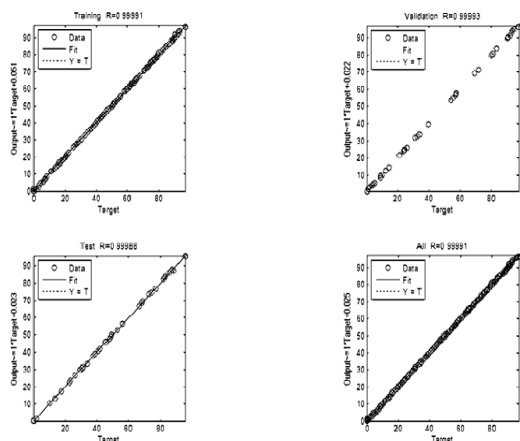 Training R=0.99991
Output~=1*Target+0.051
Data
Fit
Y = T
90
80
70
60
50
40
30
20
10
0
0 20 40 60 80
Target
Validation R=0.99993
Output~=1*Target+0.022
Data
Fit
Y = T
90
80
70
60
50
40
30
20
10
0
0 20 40 60 80
Target
Test R=0.99988
Output~=1*Target+0.023
Data
Fit
Y = T
90
80
70
60
50
40
30
20
10
0
0 20 40 60 80
Target
All R=0.99991
Output~=1*Target+0.025
Data
Fit
Y = T
90
80
70
60
50
40
30
20
10
0
0 20 40 60 80
Target